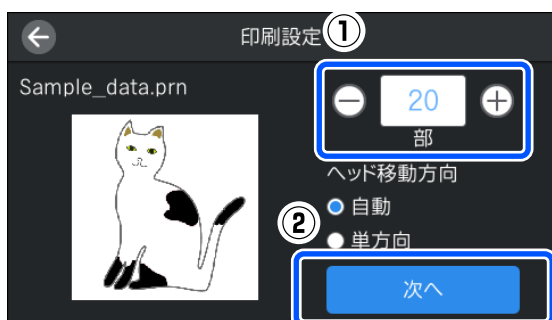 印刷設定
①
Sample_data.prn
20
部
ヘッド移動方向
自動
②
単方向
次へ